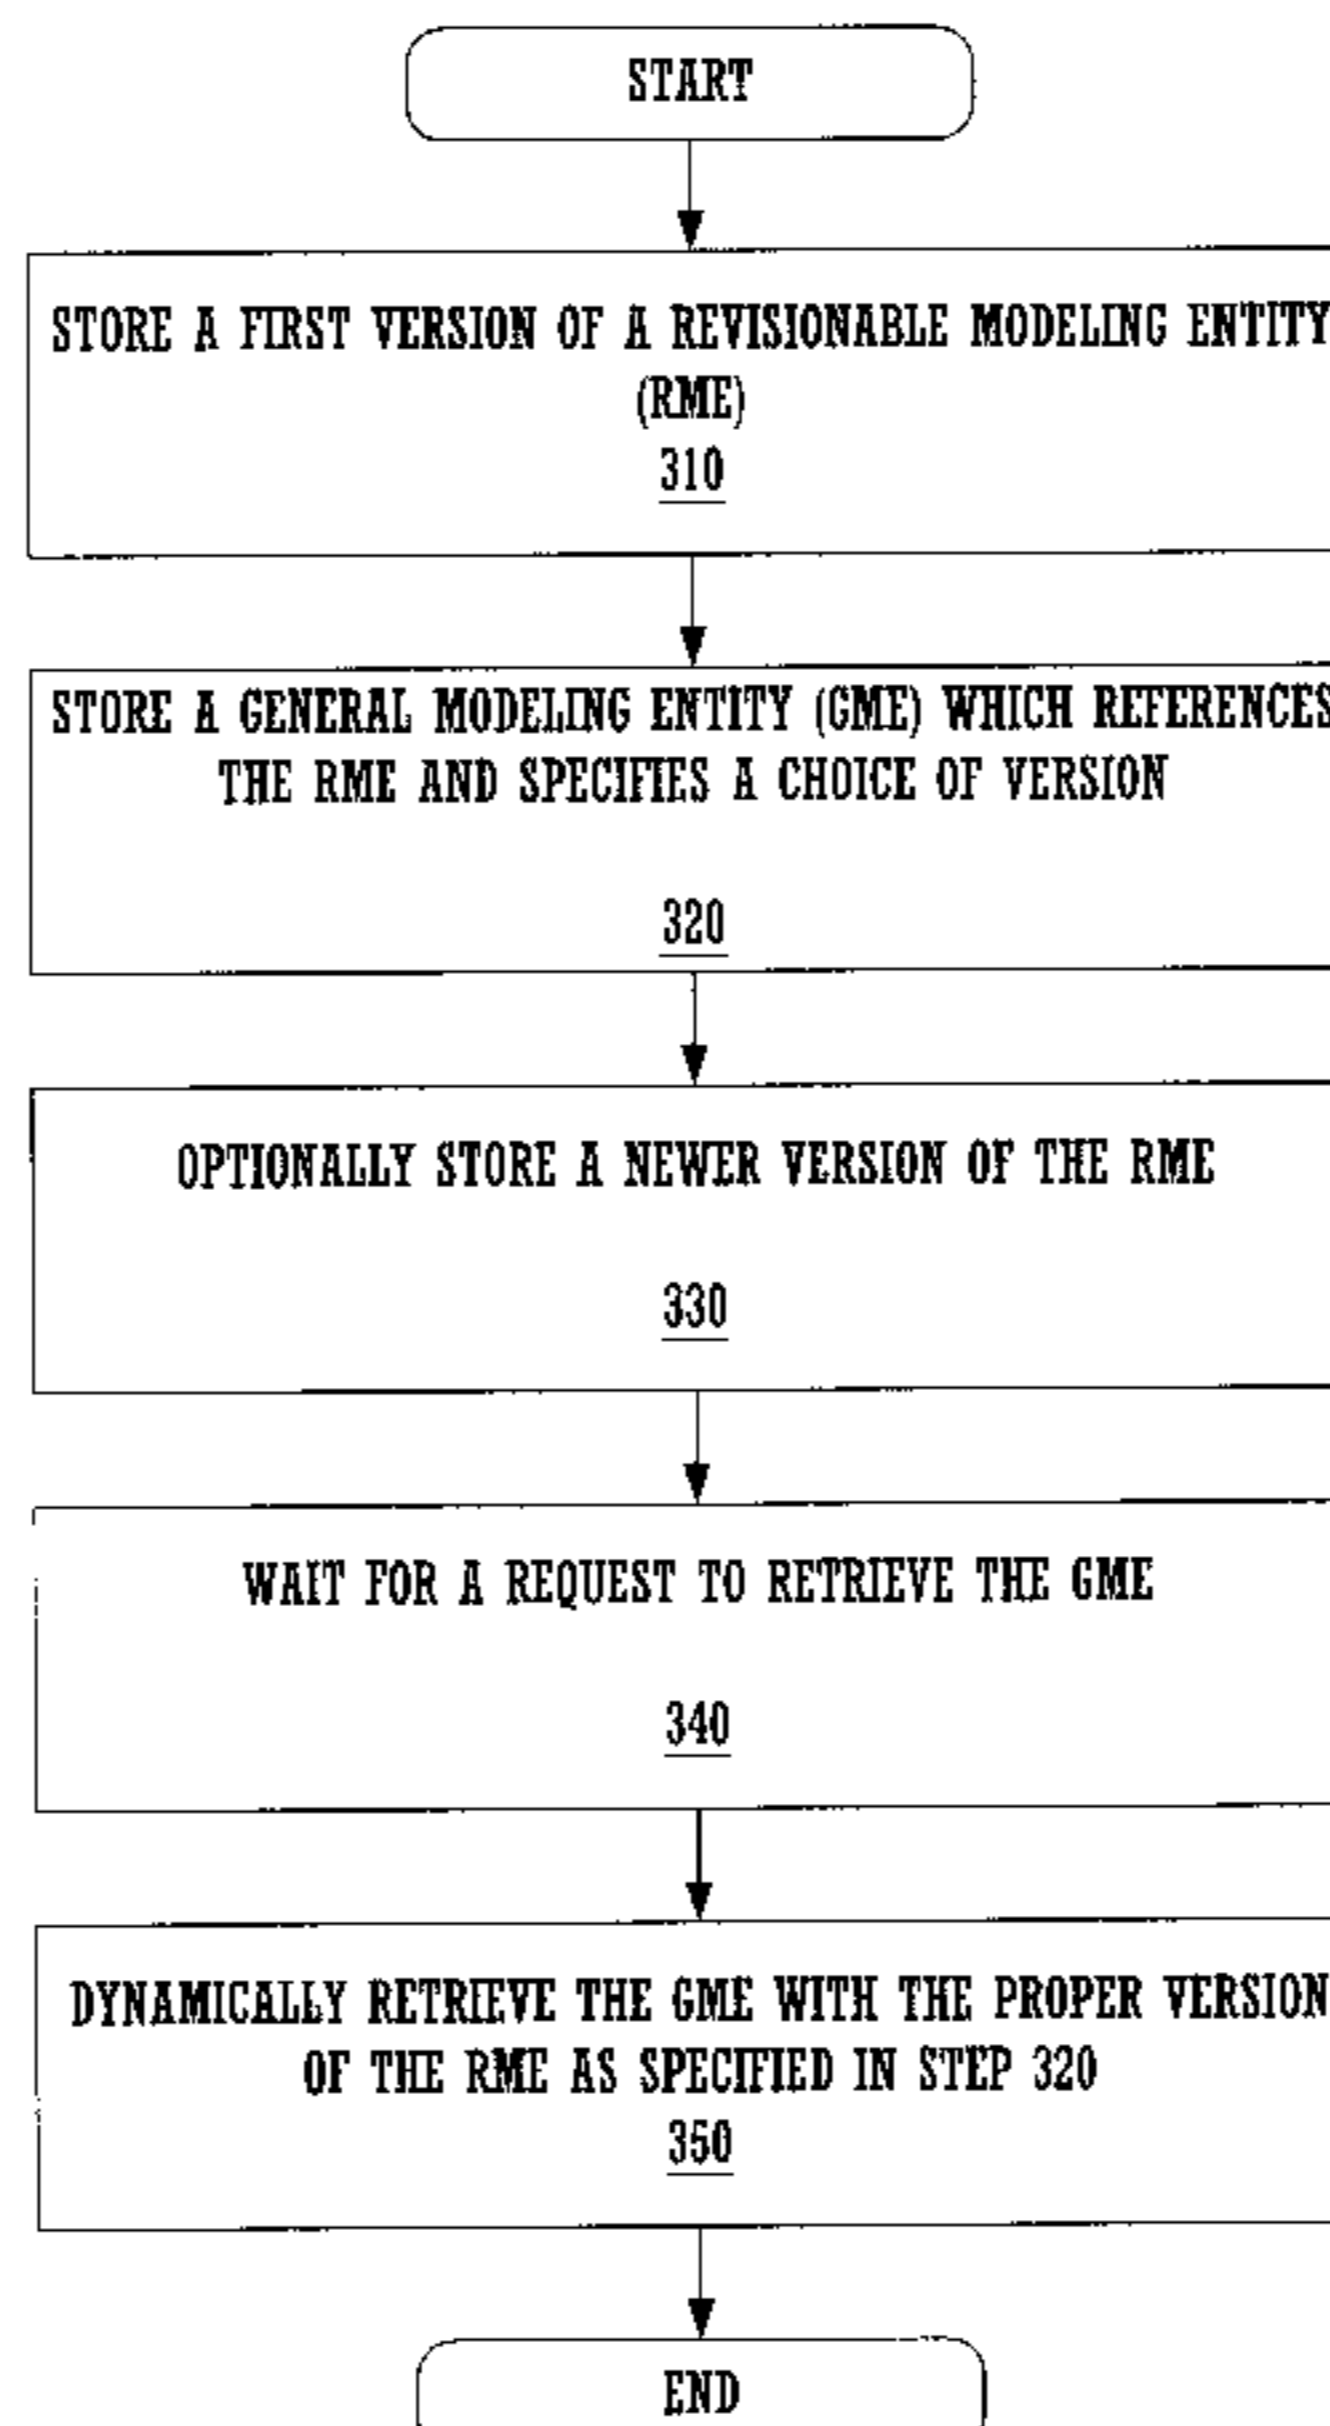 START
STORE A FIRST VERSION OF A REVISIONABLE MODELING ENTITY
(RME)
310
STORE A GENERAL MODELING ENTITY (GME) WHICH REFERENCES
THE RME AND SPECIFIES A CHOICE OF VERSION
320
OPTIONALLY STORE A NEWER VERSION OF THE RME
330
WAIT FOR A REQUEST TO RETRIEVE THE GME
340
DYNAMICALLY RETRIEVE THE GME WITH THE PROPER VERSION
OF THE RME AS SPECIFIED IN STEP 320
350
END